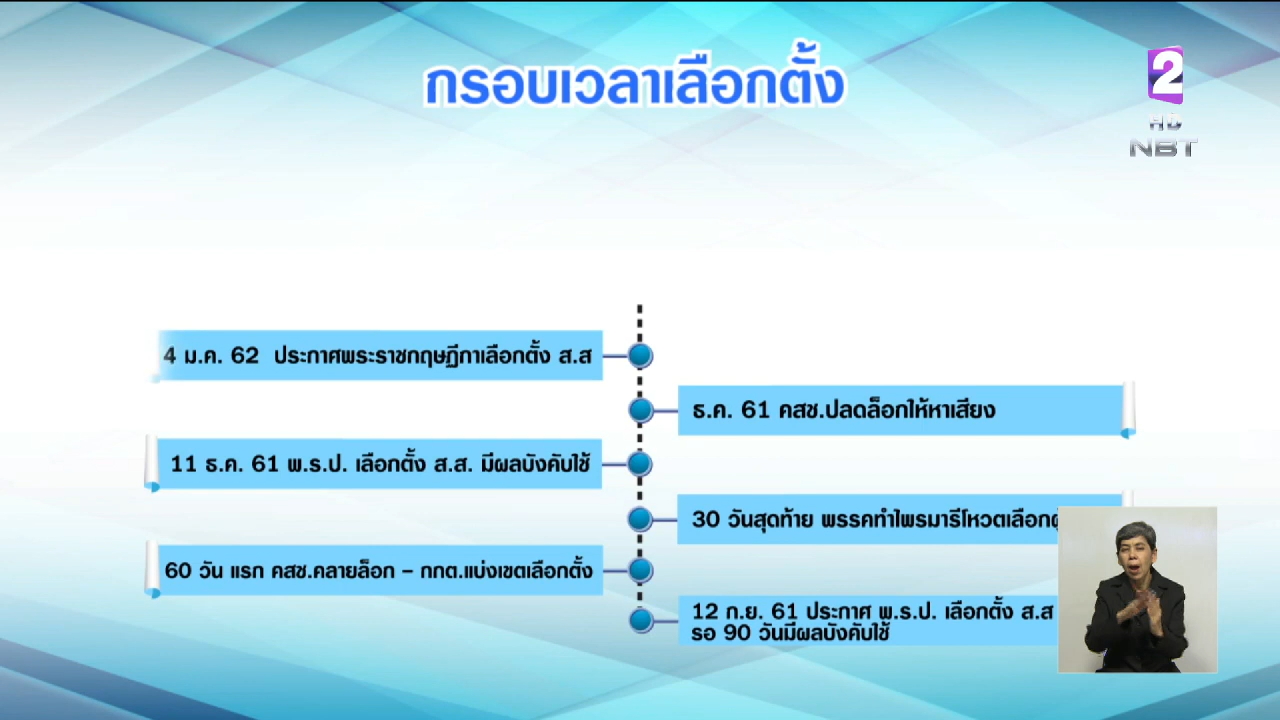 กรอบเวลาเลือกตั้ง
2
HD
NBT
4 ม.ค. 62 ประกาศพระราชกฤษฎีกาเลือกตั้ง ส.ส
ธ.ค. 61 คสช.ปลดล็อกให้หาเสียง
11 ธ.ค. 61 พ.ร.ป. เลือกตั้ง ส.ส. มีผลบังคับใช้
30 วันสุดท้าย พรรคทำไพรมารีโหวตเลือก
60 วัน แรก คสช.คลายล็อก – กกต.แบ่งเขตเลือกตั้ง
12 ก.ย. 61 ประกาศ พ.ร.ป. เลือกตั้ง ส.ส
รอ 90 วันมีผลบังคับใช้